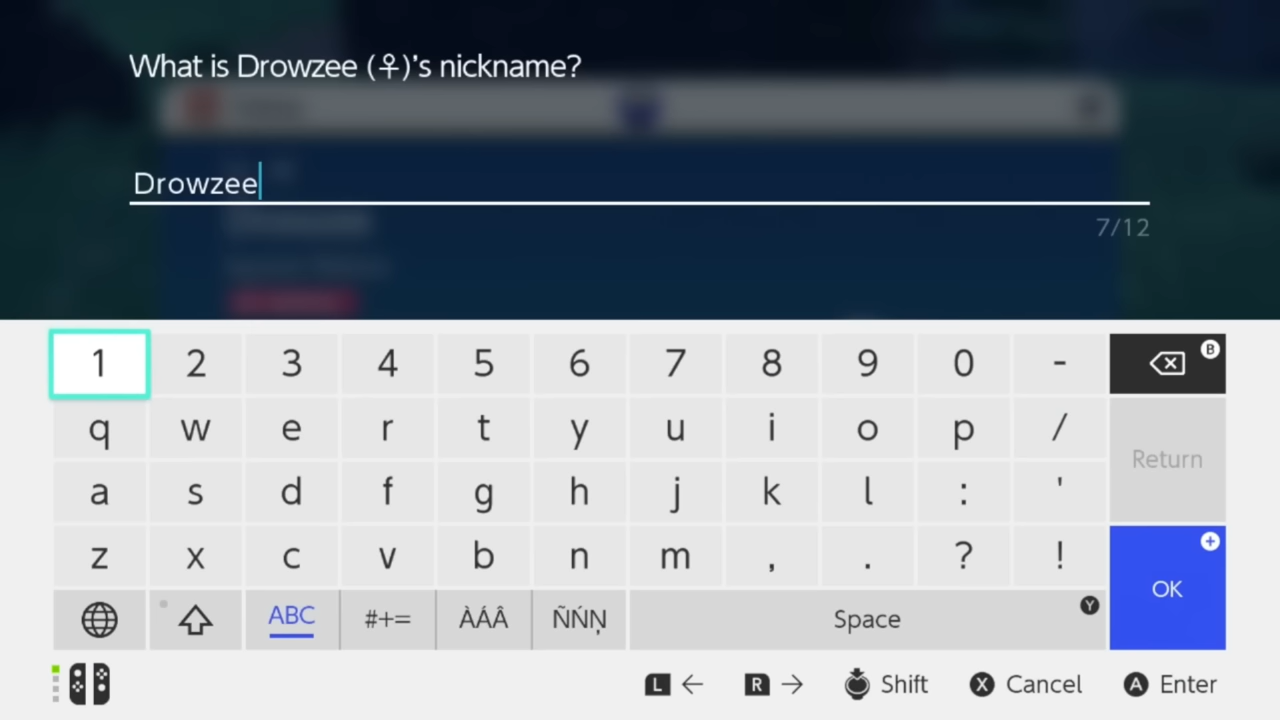 What is Drowzee (♀)'s nickname?
Drowzee
7/12
1 2 3 4 5 6 7 8 9 0 - B
q w e r t y u i o p / Return
a s d f g h j k l : '
z x c v b n m , . ? ! + OK
ABC #+= ÀÁÂ ÑŃŅ Space Y
L ← R → Shift X Cancel A Enter